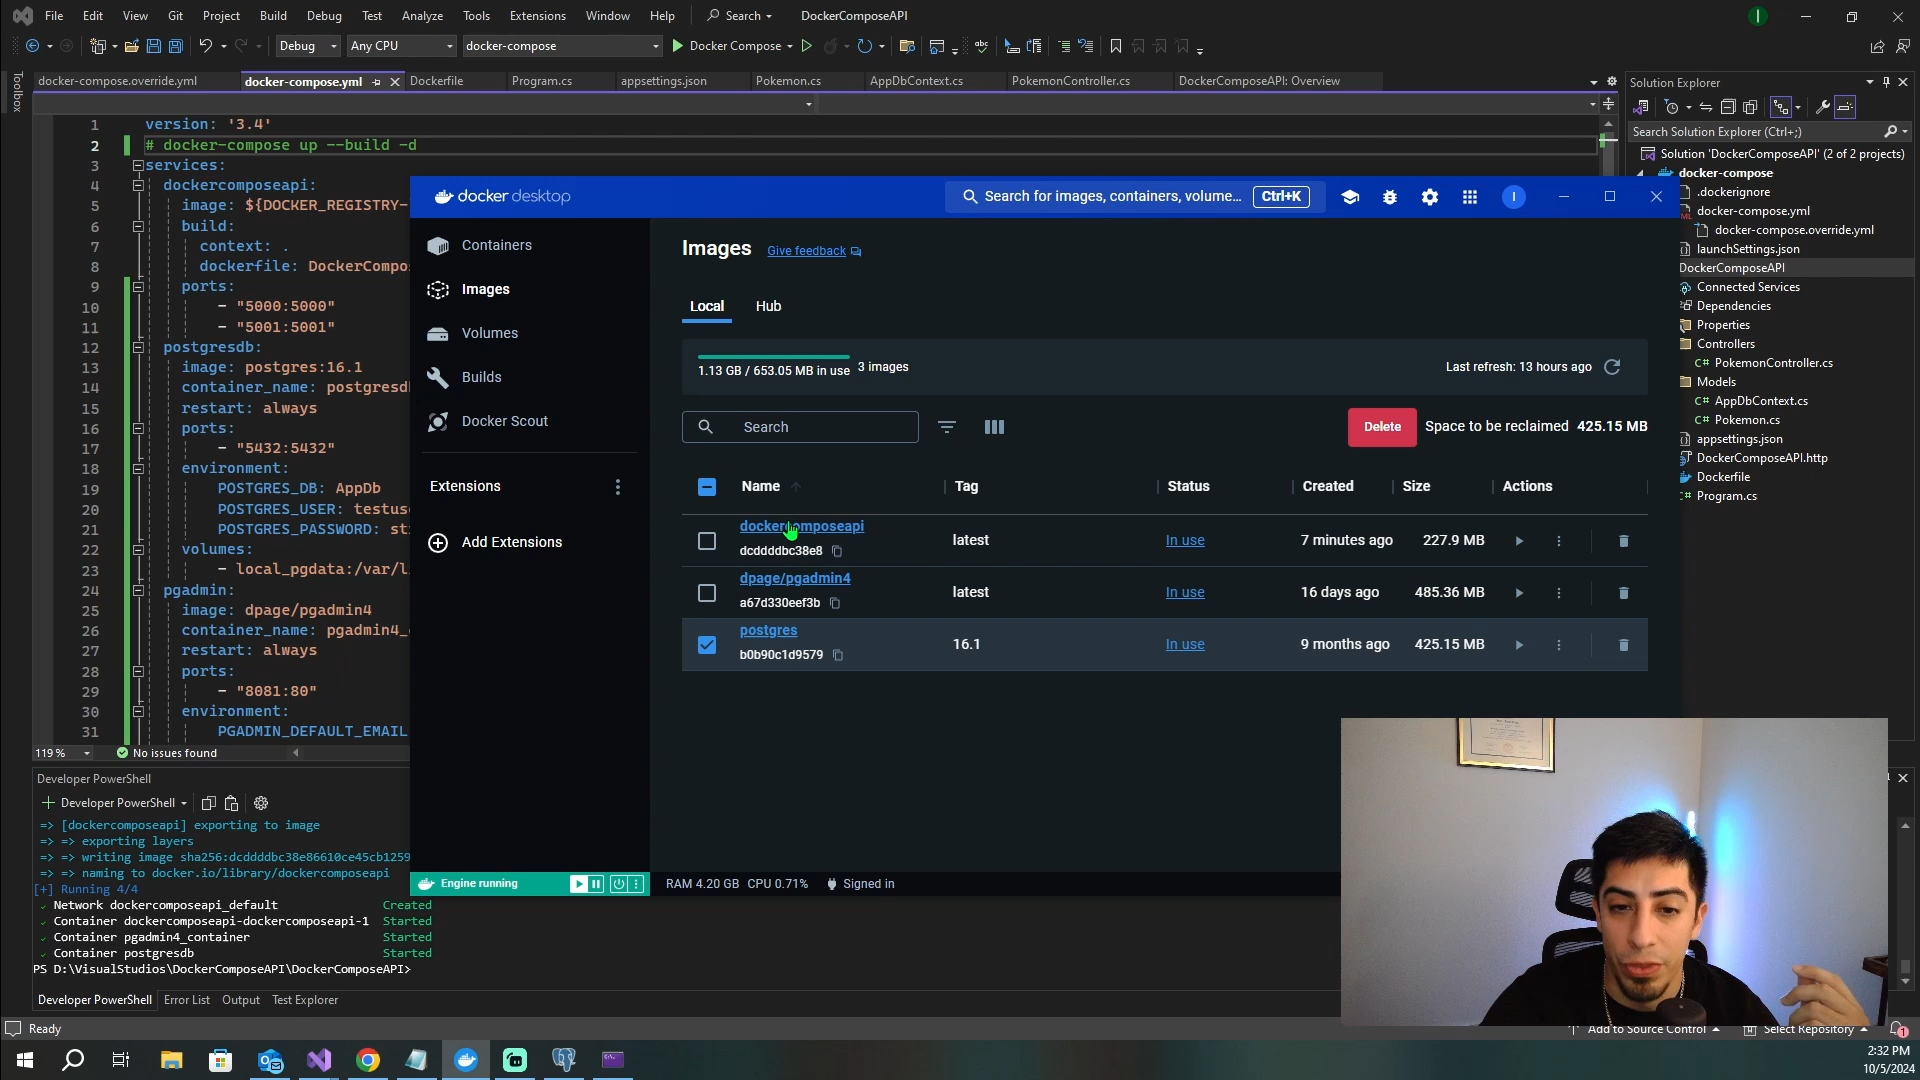 File Edit View Git Project Build Debug Test Analyze Tools Extensions Window Help Search DockerComposeAPI
Debug Any CPU docker-compose Docker Compose
Toolbox
docker-compose.override.yml docker-compose.yml Dockerfile Program.cs appsettings.json Pokemon.cs AppDbContext.cs PokemonController.cs DockerComposeAPI: Overview
1 version: '3.4'
2 # docker-compose up --build -d
3 services:
4 dockercomposeapi:
5 image: ${DOCKER_REGISTRY-
6 build:
7 context: .
8 dockerfile: DockerCompo
9 ports:
10 - "5000:5000"
11 - "5001:5001"
12 postgresdb:
13 image: postgres:16.1
14 container_name: postgresd
15 restart: always
16 ports:
17 - "5432:5432"
18 environment:
19 POSTGRES_DB: AppDb
20 POSTGRES_USER: testus
21 POSTGRES_PASSWORD: st
22 volumes:
23 - local_pgdata:/var/l
24 pgadmin:
25 image: dpage/pgadmin4
26 container_name: pgadmin4_
27 restart: always
28 ports:
29 - "8081:80"
30 environment:
31 PGADMIN_DEFAULT_EMAIL
119 % No issues found
docker desktop
Search for images, containers, volume... Ctrl+K
I
Containers
Images
Volumes
Builds
Docker Scout
Extensions
Add Extensions
Images Give feedback
Local Hub
1.13 GB / 653.05 MB in use 3 images
Last refresh: 13 hours ago
Search
Delete Space to be reclaimed 425.15 MB
Name Tag Status Created Size Actions
dockercomposeapi
dcddddbc38e8
latest In use 7 minutes ago 227.9 MB
dpage/pgadmin4
a67d330eef3b
latest In use 16 days ago 485.36 MB
postgres
b0b90c1d9579
16.1 In use 9 months ago 425.15 MB
Engine running RAM 4.20 GB CPU 0.71% Signed in
Solution Explorer
Search Solution Explorer (Ctrl+;)
Solution 'DockerComposeAPI' (2 of 2 projects)
docker-compose
.dockerignore
docker-compose.yml
docker-compose.override.yml
launchSettings.json
DockerComposeAPI
Connected Services
Dependencies
Properties
Controllers
C# PokemonController.cs
Models
C# AppDbContext.cs
C# Pokemon.cs
appsettings.json
DockerComposeAPI.http
Dockerfile
Program.cs
Developer PowerShell
Developer PowerShell
=> [dockercomposeapi] exporting to image
=> => exporting layers
=> => writing image sha256:dcddddbc38e86610ce45cb1259
=> => naming to docker.io/library/dockercomposeapi
[+] Running 4/4
Network dockercomposeapi_default Created
Container dockercomposeapi-dockercomposeapi-1 Started
Container pgadmin4_container Started
Container postgresdb Started
PS D:\VisualStudios\DockerComposeAPI\DockerComposeAPI>
Developer PowerShell Error List Output Test Explorer
Ready
Add to Source Control Select Repository 1
2:32 PM
10/5/2024